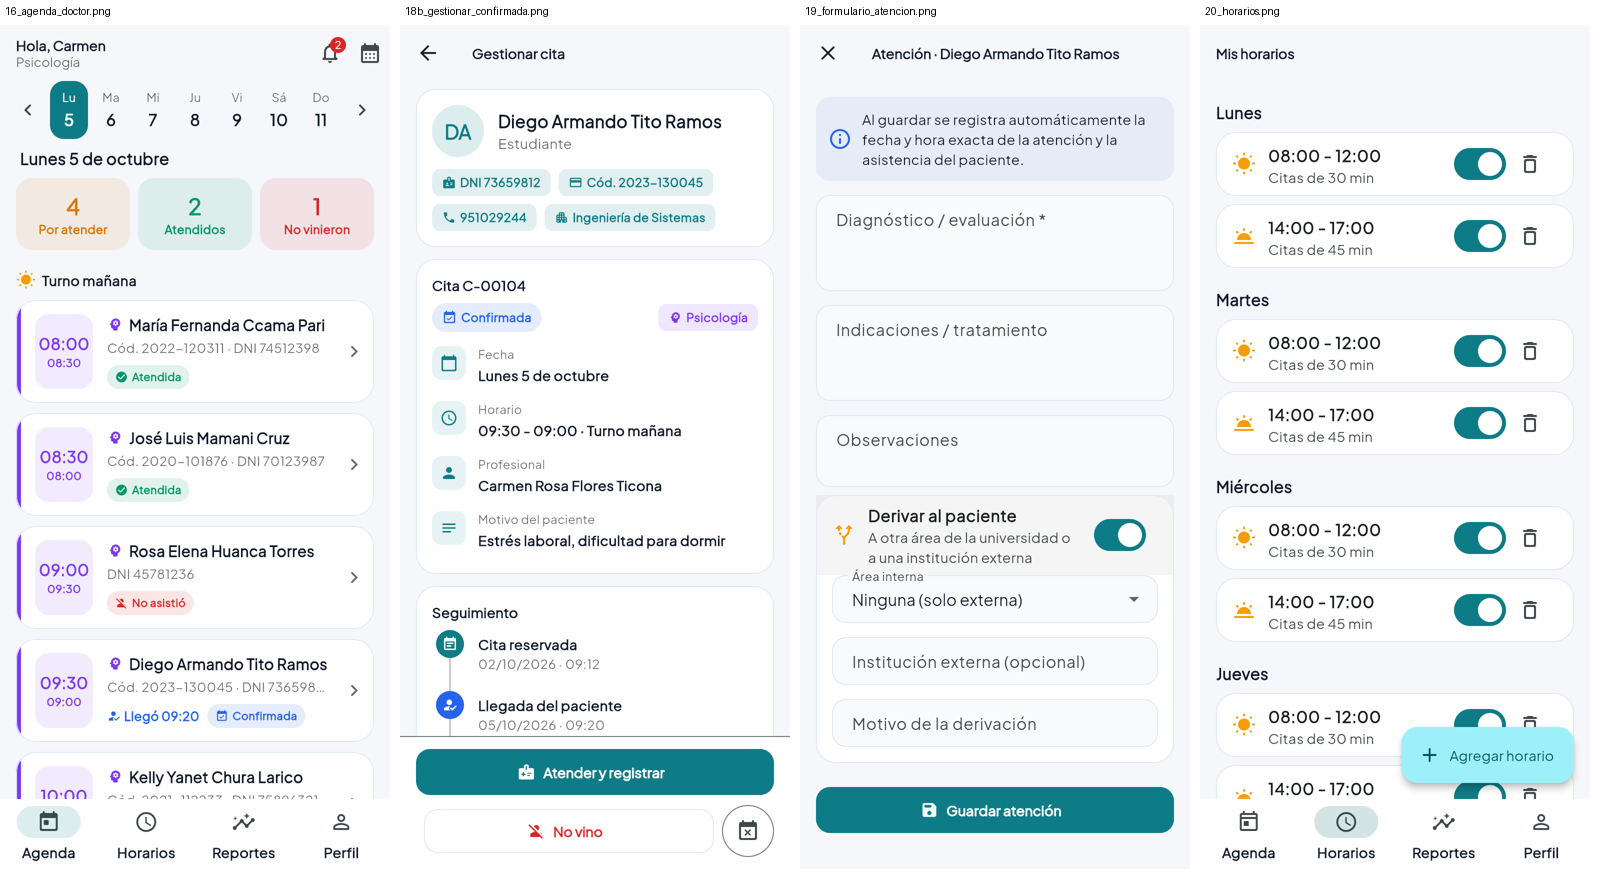 16_agenda_doctor.png
Hola, Carmen
Psicología
2
Lu Ma Mi Ju Vi Sá Do
5 6 7 8 9 10 11
Lunes 5 de octubre
4 2 1
Por atender Atendidos No vinieron
Turno mañana
08:00
08:30
María Fernanda Ccama Pari
Cód. 2022-120311 · DNI 74512398
Atendida
08:30
08:00
José Luis Mamani Cruz
Cód. 2020-101876 · DNI 70123987
Atendida
09:00
09:30
Rosa Elena Huanca Torres
DNI 45781236
No asistió
09:30
09:00
Diego Armando Tito Ramos
Cód. 2023-130045 · DNI 736598...
Llegó 09:20 Confirmada
10:00
Kelly Yanet Chura Larico
Agenda Horarios Reportes Perfil
18b_gestionar_confirmada.png
Gestionar cita
DA
Diego Armando Tito Ramos
Estudiante
DNI 73659812 Cód. 2023-130045
951029244 Ingeniería de Sistemas
Cita C-00104
Confirmada Psicología
Fecha
Lunes 5 de octubre
Horario
09:30 - 09:00 · Turno mañana
Profesional
Carmen Rosa Flores Ticona
Motivo del paciente
Estrés laboral, dificultad para dormir
Seguimiento
Cita reservada
02/10/2026 · 09:12
Llegada del paciente
05/10/2026 · 09:20
Atender y registrar
No vino
19_formulario_atencion.png
Atención · Diego Armando Tito Ramos
Al guardar se registra automáticamente la
fecha y hora exacta de la atención y la
asistencia del paciente.
Diagnóstico / evaluación *
Indicaciones / tratamiento
Observaciones
Derivar al paciente
A otra área de la universidad o
a una institución externa
Área interna
Ninguna (solo externa)
Institución externa (opcional)
Motivo de la derivación
Guardar atención
20_horarios.png
Mis horarios
Lunes
08:00 - 12:00
Citas de 30 min
14:00 - 17:00
Citas de 45 min
Martes
08:00 - 12:00
Citas de 30 min
14:00 - 17:00
Citas de 45 min
Miércoles
08:00 - 12:00
Citas de 30 min
14:00 - 17:00
Citas de 45 min
Jueves
08:00 - 12:00
Citas de 30 min
14:00 - 17:00
Agregar horario
Agenda Horarios Reportes Perfil